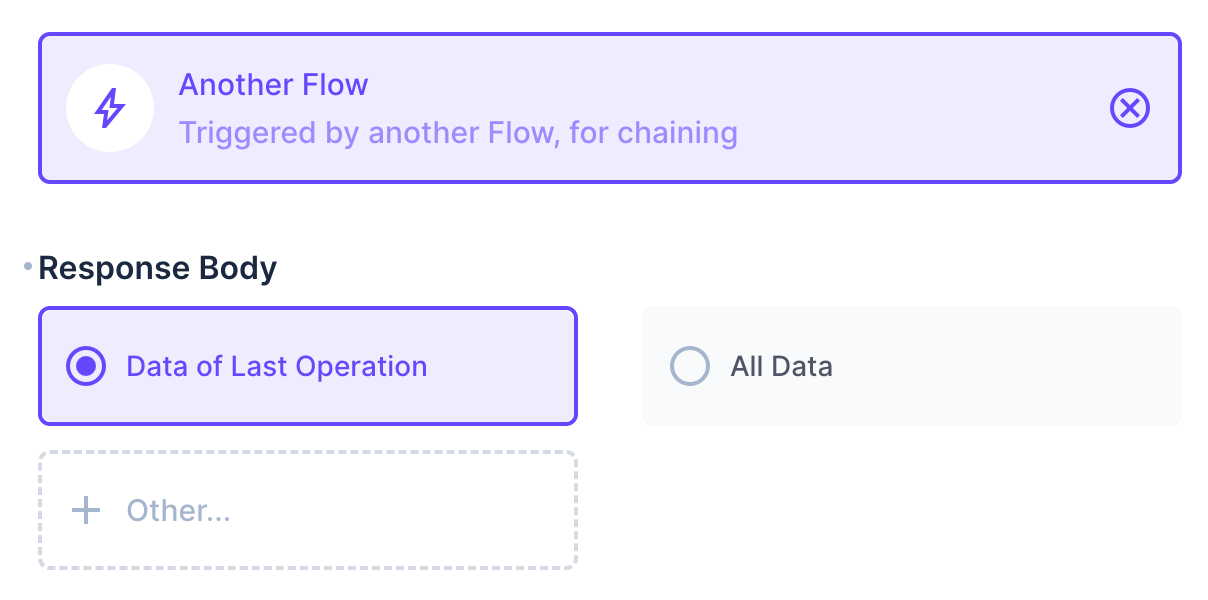 Another Flow
Triggered by another Flow, for chaining
Response Body
Data of Last Operation
All Data
Other...